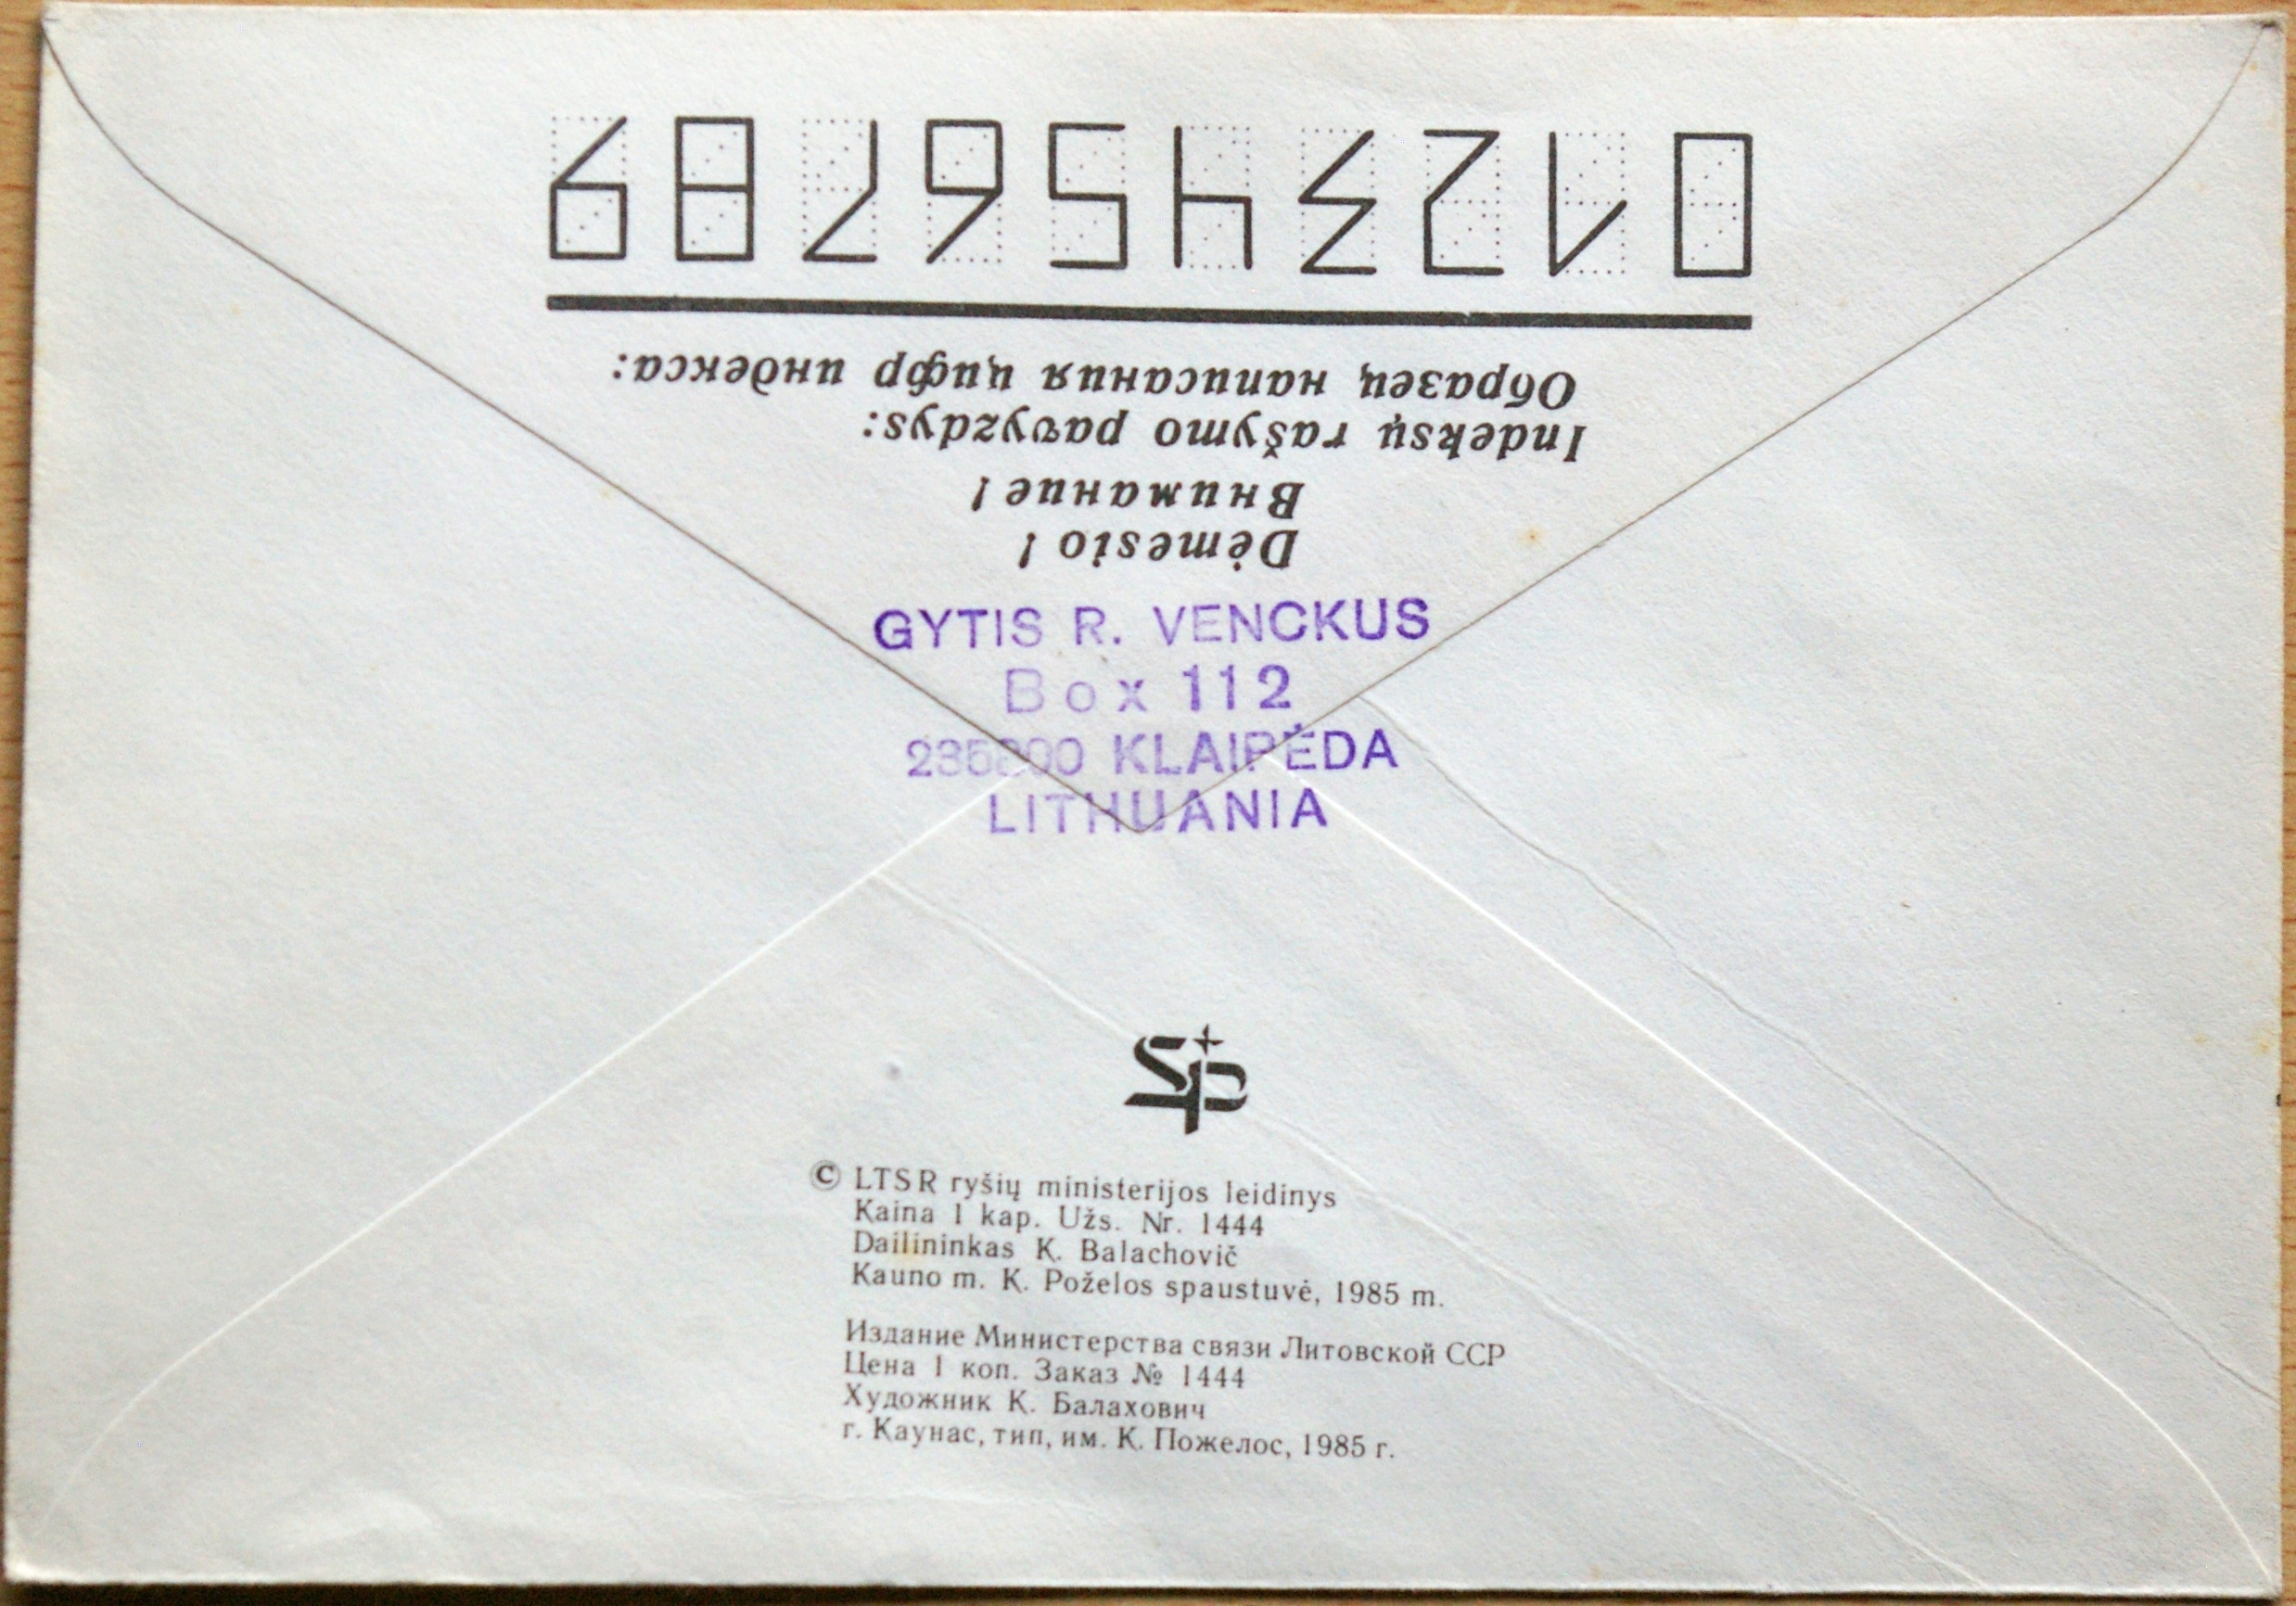 Dėmesio!
Внимание!
Indeksų rašymo pavyzdys:
Образец написания цифр индекса:
0123456789
GYTIS R. VENCKUS
Box 112
KLAIPĖDA
LITHUANIA
SP
© LTSR ryšių ministerijos leidinys
Kaina 1 kap. Užs. Nr. 1444
Dailininkas K. Balachovič
Kauno m. K. Poželos spaustuvė, 1985 m.
Издание Министерства связи Литовской ССР
Цена 1 коп. Заказ № 1444
Художник К. Балахович
г. Каунас, тип, им. К. Пожелос, 1985 г.